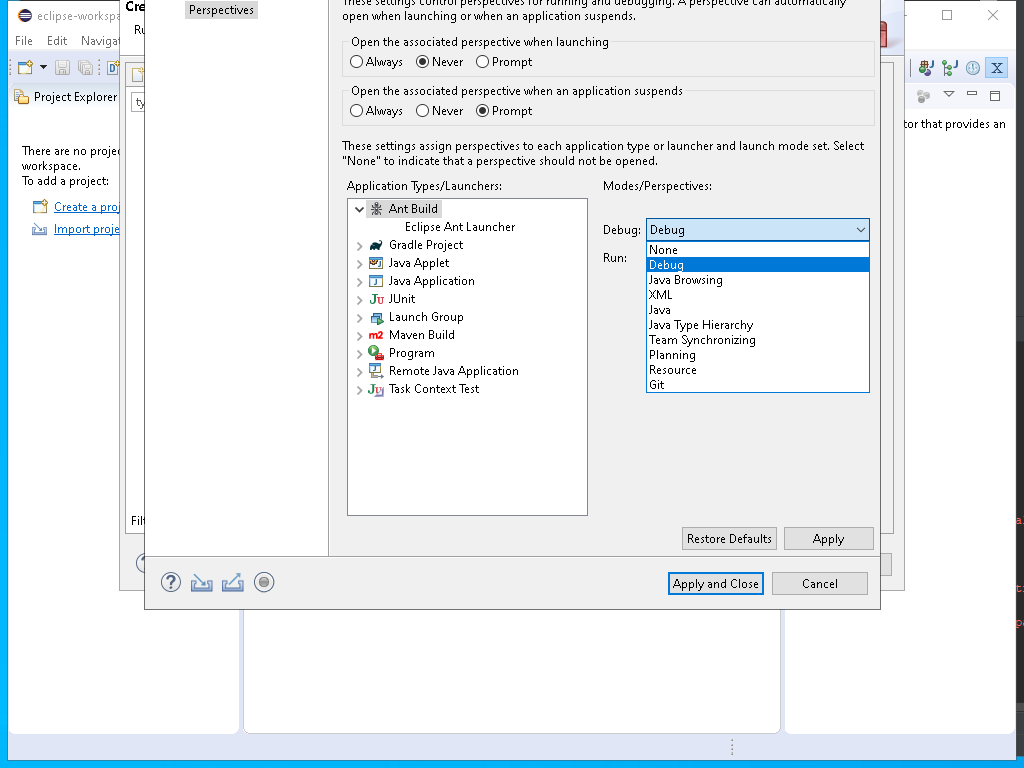 eclipse-workspa
File Edit Navigat
Project Explorer
There are no proje
workspace.
To add a project:
Create a proj
Import proje
Cre
Ru
ty
Filt
Perspectives
These settings control perspectives for running and debugging. A perspective can automatically
open when launching or when an application suspends.
Open the associated perspective when launching
Always Never Prompt
Open the associated perspective when an application suspends
Always Never Prompt
These settings assign perspectives to each application type or launcher and launch mode set. Select
"None" to indicate that a perspective should not be opened.
Application Types/Launchers:
Ant Build
Eclipse Ant Launcher
Gradle Project
Java Applet
Java Application
JUnit
Launch Group
m2 Maven Build
Program
Remote Java Application
Task Context Test
Modes/Perspectives:
Debug: Debug
Run:
None
Debug
Java Browsing
XML
Java
Java Type Hierarchy
Team Synchronizing
Planning
Resource
Git
Restore Defaults Apply
Apply and Close Cancel
tor that provides an